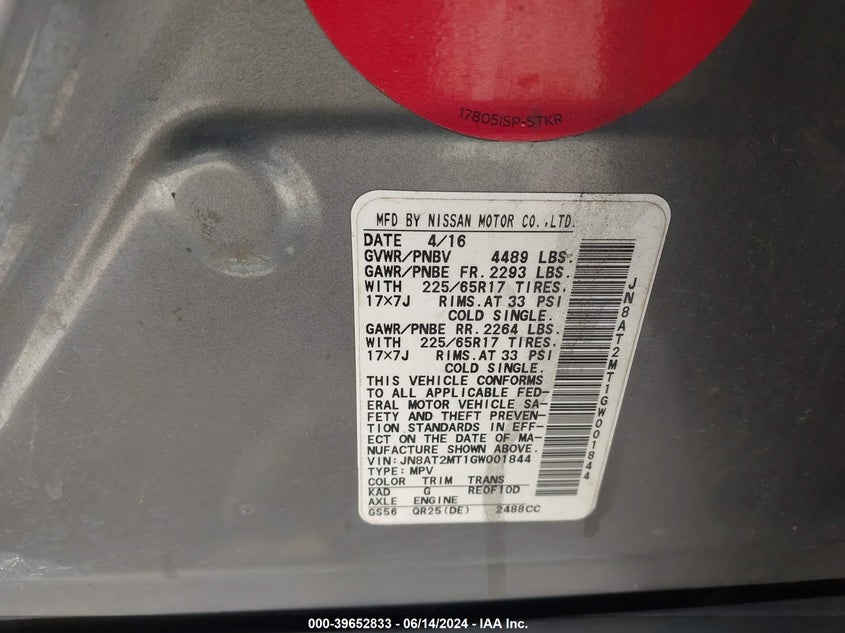 17805ISP-STKR
MFD BY NISSAN MOTOR CO.,LTD.
DATE 4/16
GVWR/PNBV 4489 LBS.
GAWR/PNBE FR. 2293 LBS.
WITH 225/65R17 TIRES,
17×7J RIMS. AT 33 PSI
COLD SINGLE.
GAWR/PNBE RR. 2264 LBS.
WITH 225/65R17 TIRES,
17×7J RIMS. AT 33 PSI
COLD SINGLE.
THIS VEHICLE CONFORMS
TO ALL APPLICABLE FED-
ERAL MOTOR VEHICLE SA-
FETY AND THEFT PREVEN-
TION STANDARDS IN EFF-
ECT ON THE DATE OF MA-
NUFACTURE SHOWN ABOVE.
VIN: JN8AT2MT1GW001844
TYPE: MPV
COLOR TRIM TRANS
KAD G RE0F10D
AXLE ENGINE
GS56 QR25(DE) 2488CC
JN8AT2MT1GW001844
000-39652833 - 06/14/2024 - IAA Inc.